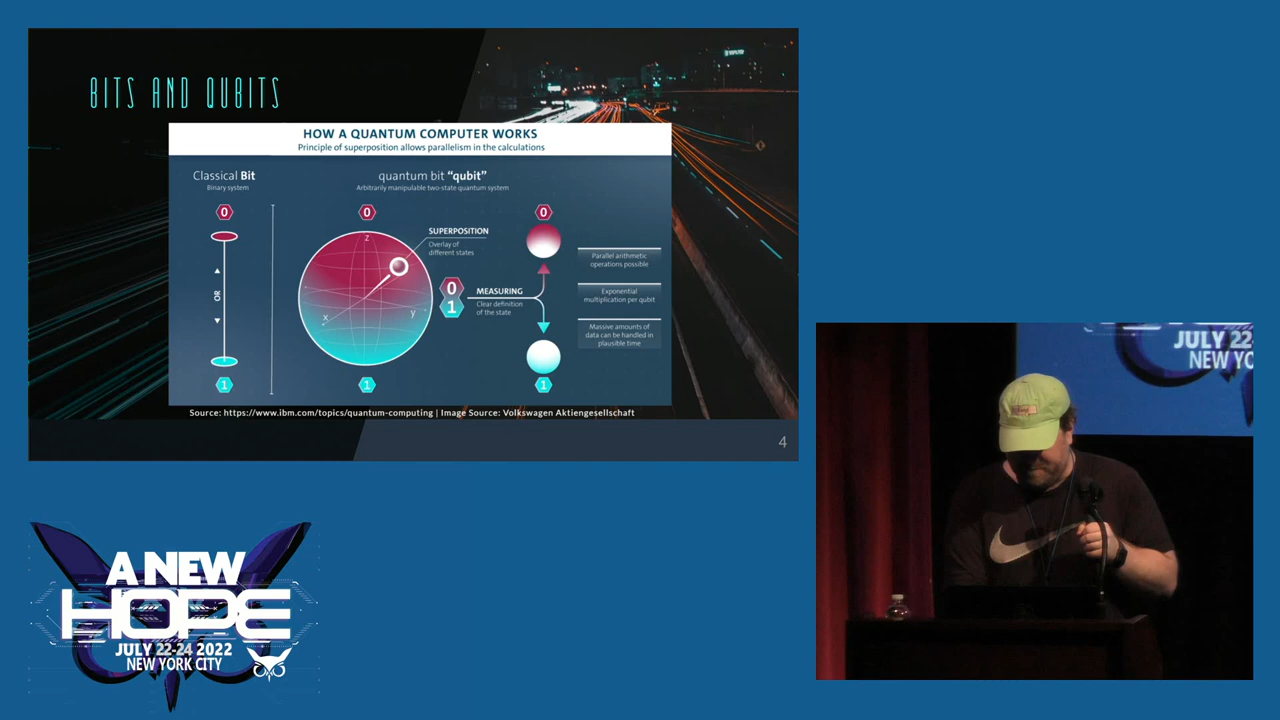 BITS AND QUBITS
HOW A QUANTUM COMPUTER WORKS
Principle of superposition allows parallelism in the calculations
Classical Bit
Binary system
quantum bit “qubit”
Arbitrarily manipulable two-state quantum system
0
0
0
z
SUPERPOSITION
Overlay of
different states
OR
x
y
0
1
MEASURING
Clear definition
of the state
Parallel arithmetic
operations possible
Exponential
multiplication per qubit
Massive amounts of
data can be handled in
plausible time
1
1
1
Source: https://www.ibm.com/topics/quantum-computing | Image Source: Volkswagen Aktiengesellschaft
4
JULY 22
NEW YO
A NEW
HOPE
JULY 22-24 2022
NEW YORK CITY